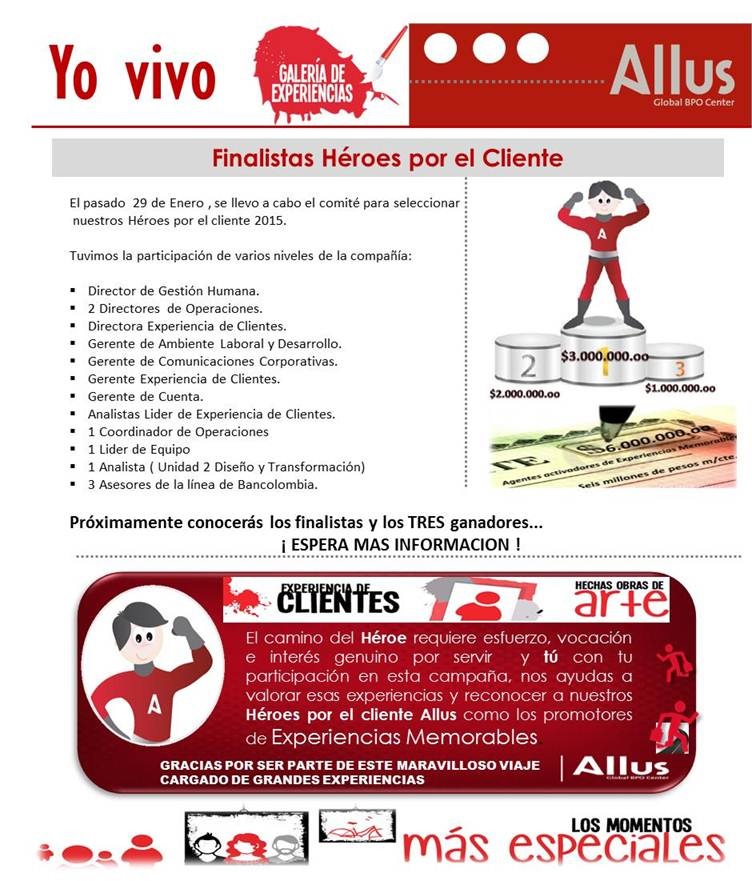 Yo vivo
GALERÍA DE
EXPERIENCIAS
Allus
Global BPO Center
Finalistas Héroes por el Cliente
El pasado 29 de Enero , se llevo a cabo el comité para seleccionar
nuestros Héroes por el cliente 2015.
Tuvimos la participación de varios niveles de la compañía:
▪ Director de Gestión Humana.
▪ 2 Directores de Operaciones.
▪ Directora Experiencia de Clientes.
▪ Gerente de Ambiente Laboral y Desarrollo.
▪ Gerente de Comunicaciones Corporativas.
▪ Gerente Experiencia de Clientes.
▪ Gerente de Cuenta.
▪ Analistas Lider de Experiencia de Clientes.
▪ 1 Coordinador de Operaciones
▪ 1 Lider de Equipo
▪ 1 Analista ( Unidad 2 Diseño y Transformación)
▪ 3 Asesores de la línea de Bancolombia.
A
2
1
3
$3.000.000.oo
$2.000.000.oo
$1.000.000.oo
TE
$6.000.000.oo
Agentes activadores de Experiencias Memorables
Seis millones de pesos m/cte.
Próximamente conocerás los finalistas y los TRES ganadores...
¡ ESPERA MAS INFORMACION !
EXPERIENCIA DE
CLIENTES
HECHAS OBRAS DE
arte
A
El camino del Héroe requiere esfuerzo, vocación
e interés genuino por servir y tú con tu
participación en esta campaña, nos ayudas a
valorar esas experiencias y reconocer a nuestros
Héroes por el cliente Allus como los promotores
de Experiencias Memorables
GRACIAS POR SER PARTE DE ESTE MARAVILLOSO VIAJE
CARGADO DE GRANDES EXPERIENCIAS
Allus
Global BPO Center
LOS MOMENTOS
más especiales